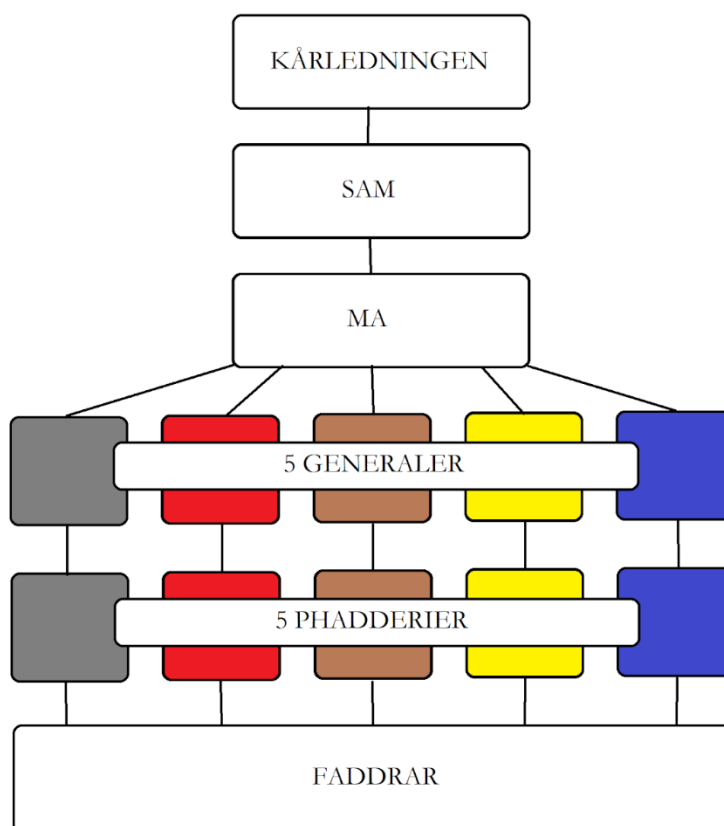 KÅRLEDNINGEN
SAM
MA
5 GENERALER
5 PHADDERIER
FADDRAR